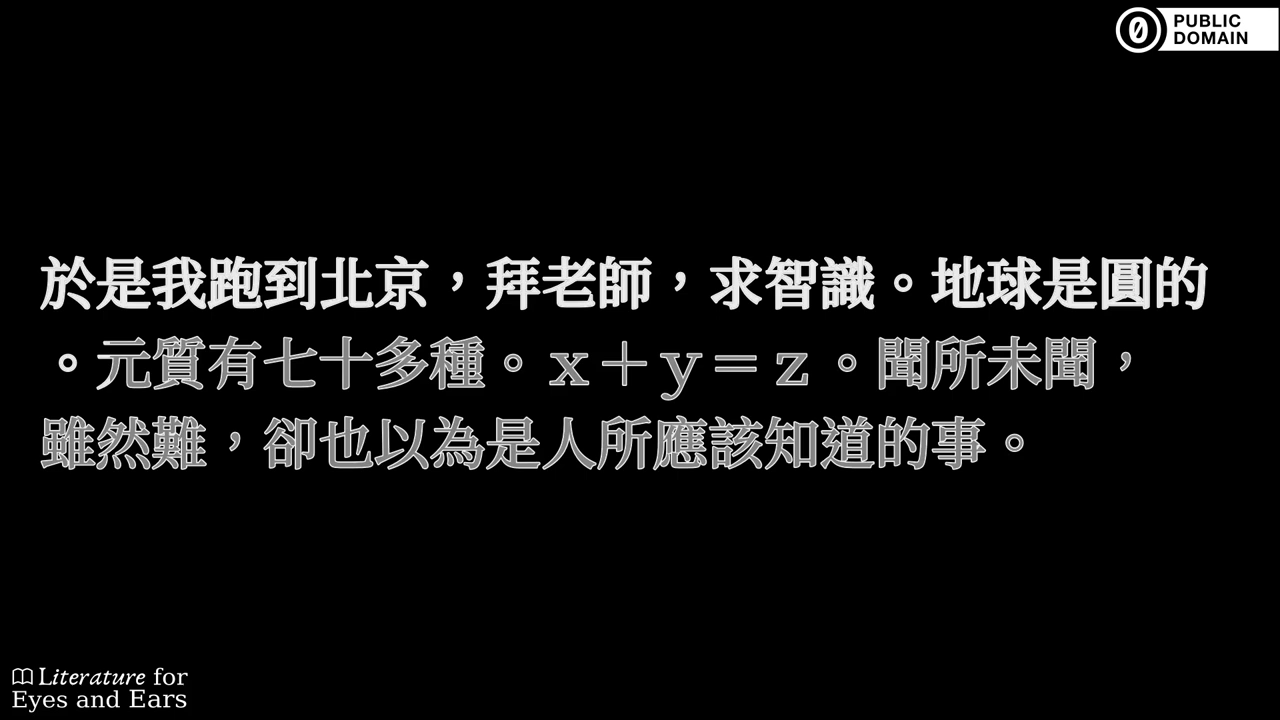 PUBLIC
DOMAIN
於是我跑到北京，拜老師，求智識。地球是圓的
。元質有七十多種。ｘ＋ｙ＝ｚ。聞所未聞，
雖然難，卻也以為是人所應該知道的事。
Literature for
Eyes and Ears